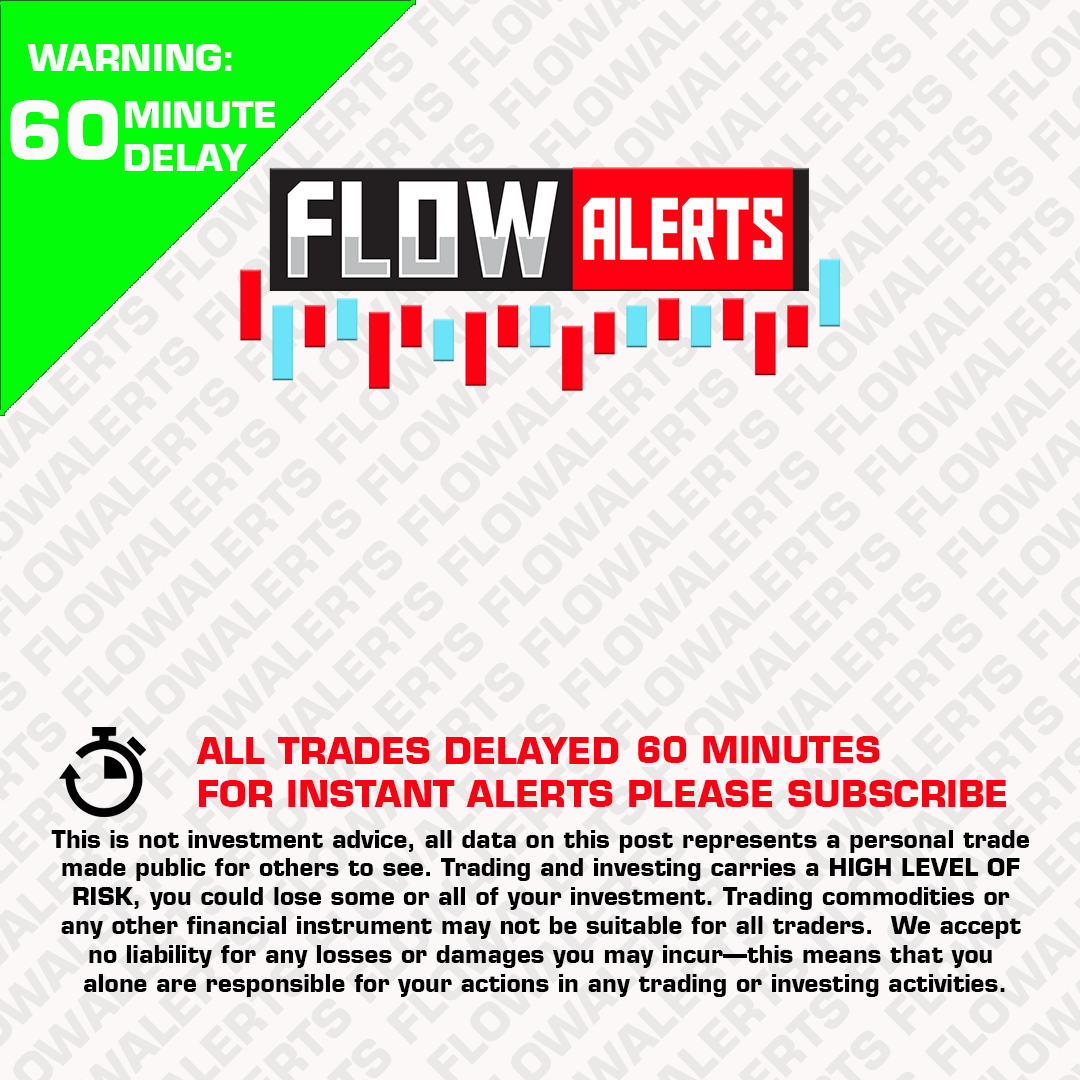 WARNING:
60 MINUTE
DELAY
FLOW ALERTS
ALL TRADES DELAYED 60 MINUTES
FOR INSTANT ALERTS PLEASE SUBSCRIBE
This is not investment advice, all data on this post represents a personal trade
made public for others to see. Trading and investing carries a HIGH LEVEL OF
RISK, you could lose some or all of your investment. Trading commodities or
any other financial instrument may not be suitable for all traders.  We accept
no liability for any losses or damages you may incur—this means that you
alone are responsible for your actions in any trading or investing activities.
FLOWALERTS